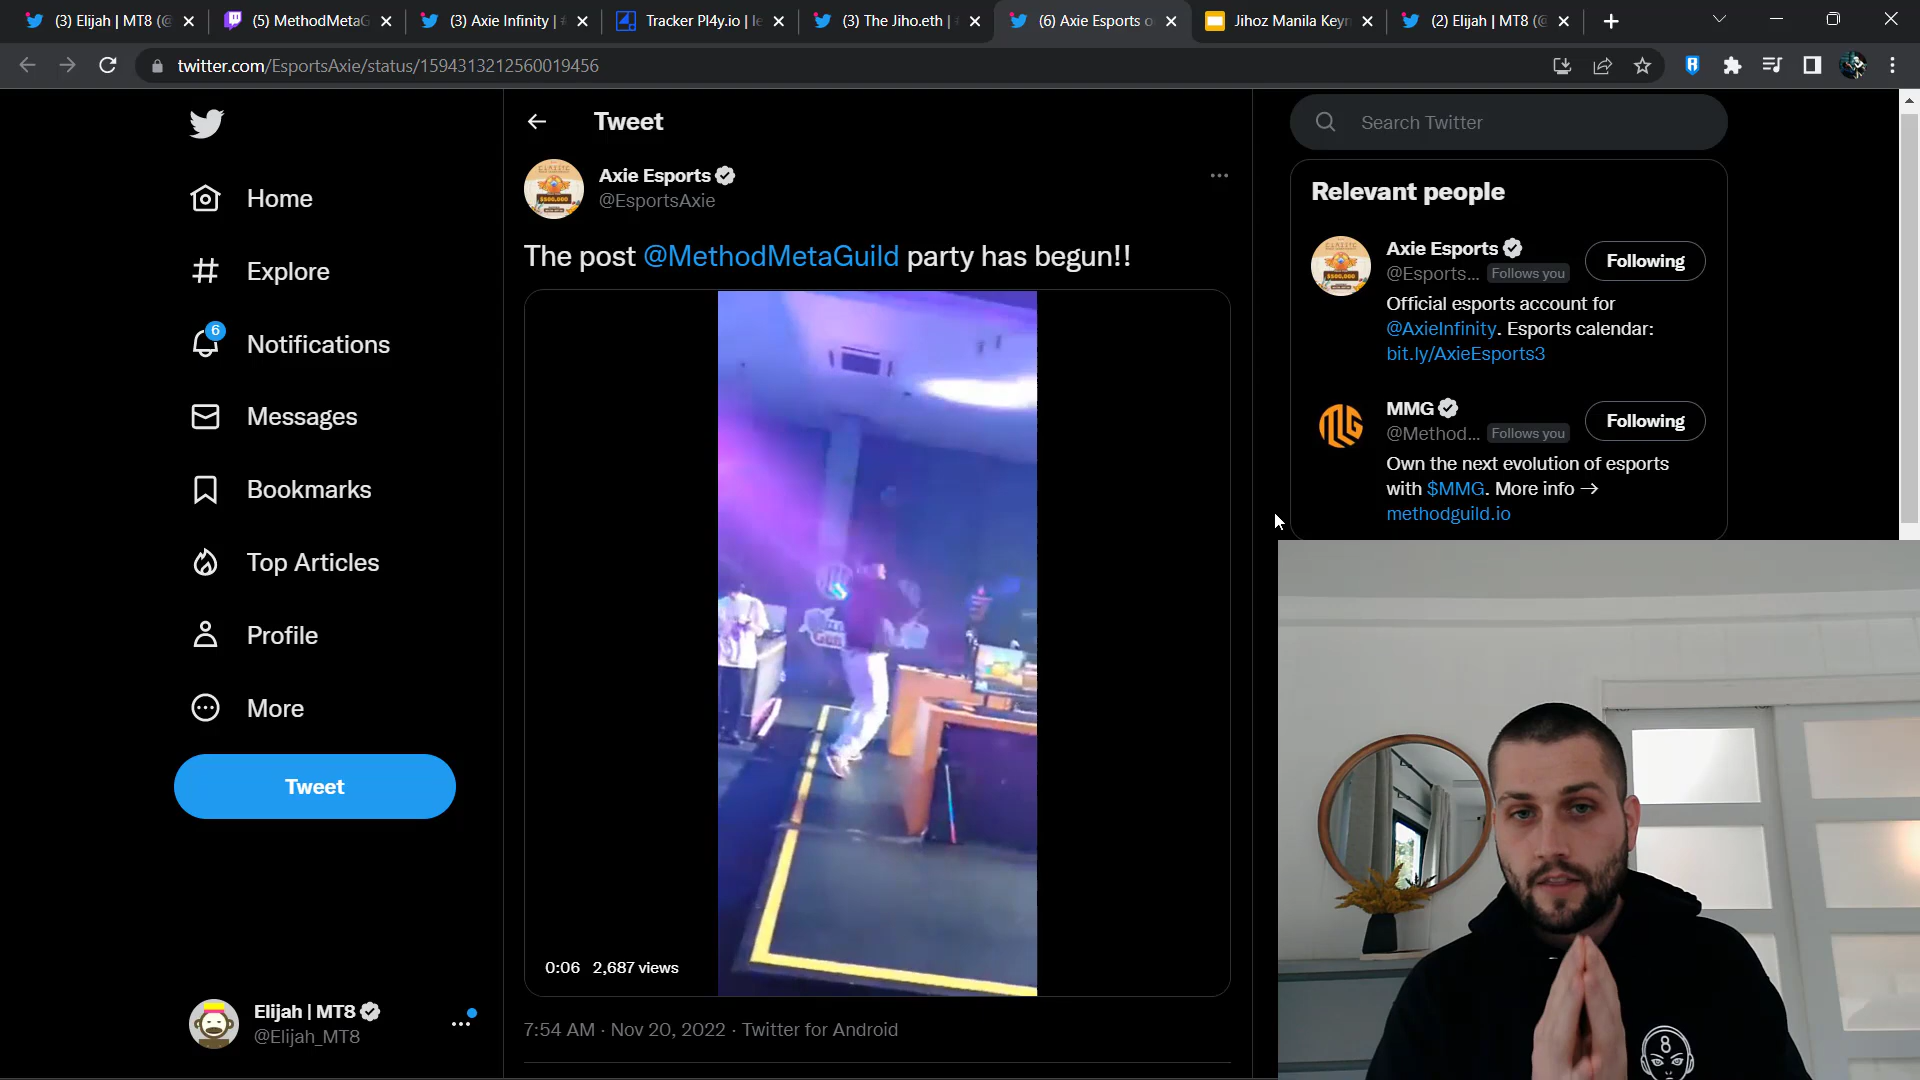 (3) Elijah | MT8 (@
(5) MethodMetaG
(3) Axie Infinity |
Tracker Pl4y.io | le
(3) The Jiho.eth |
(6) Axie Esports o
Jihoz Manila Keyn
(2) Elijah | MT8 (@
twitter.com/EsportsAxie/status/1594313212560019456
Home
Explore
6
Notifications
Messages
Bookmarks
Top Articles
Profile
More
Tweet
Elijah | MT8
@Elijah_MT8
Tweet
Axie Esports
@EsportsAxie
The post @MethodMetaGuild party has begun!!
0:06 2,687 views
7:54 AM · Nov 20, 2022 · Twitter for Android
Search Twitter
Relevant people
Axie Esports
@Esports... Follows you
Following
Official esports account for
@AxieInfinity. Esports calendar:
bit.ly/AxieEsports3
MMG
@Method... Follows you
Following
Own the next evolution of esports
with $MMG. More info →
methodguild.io
8